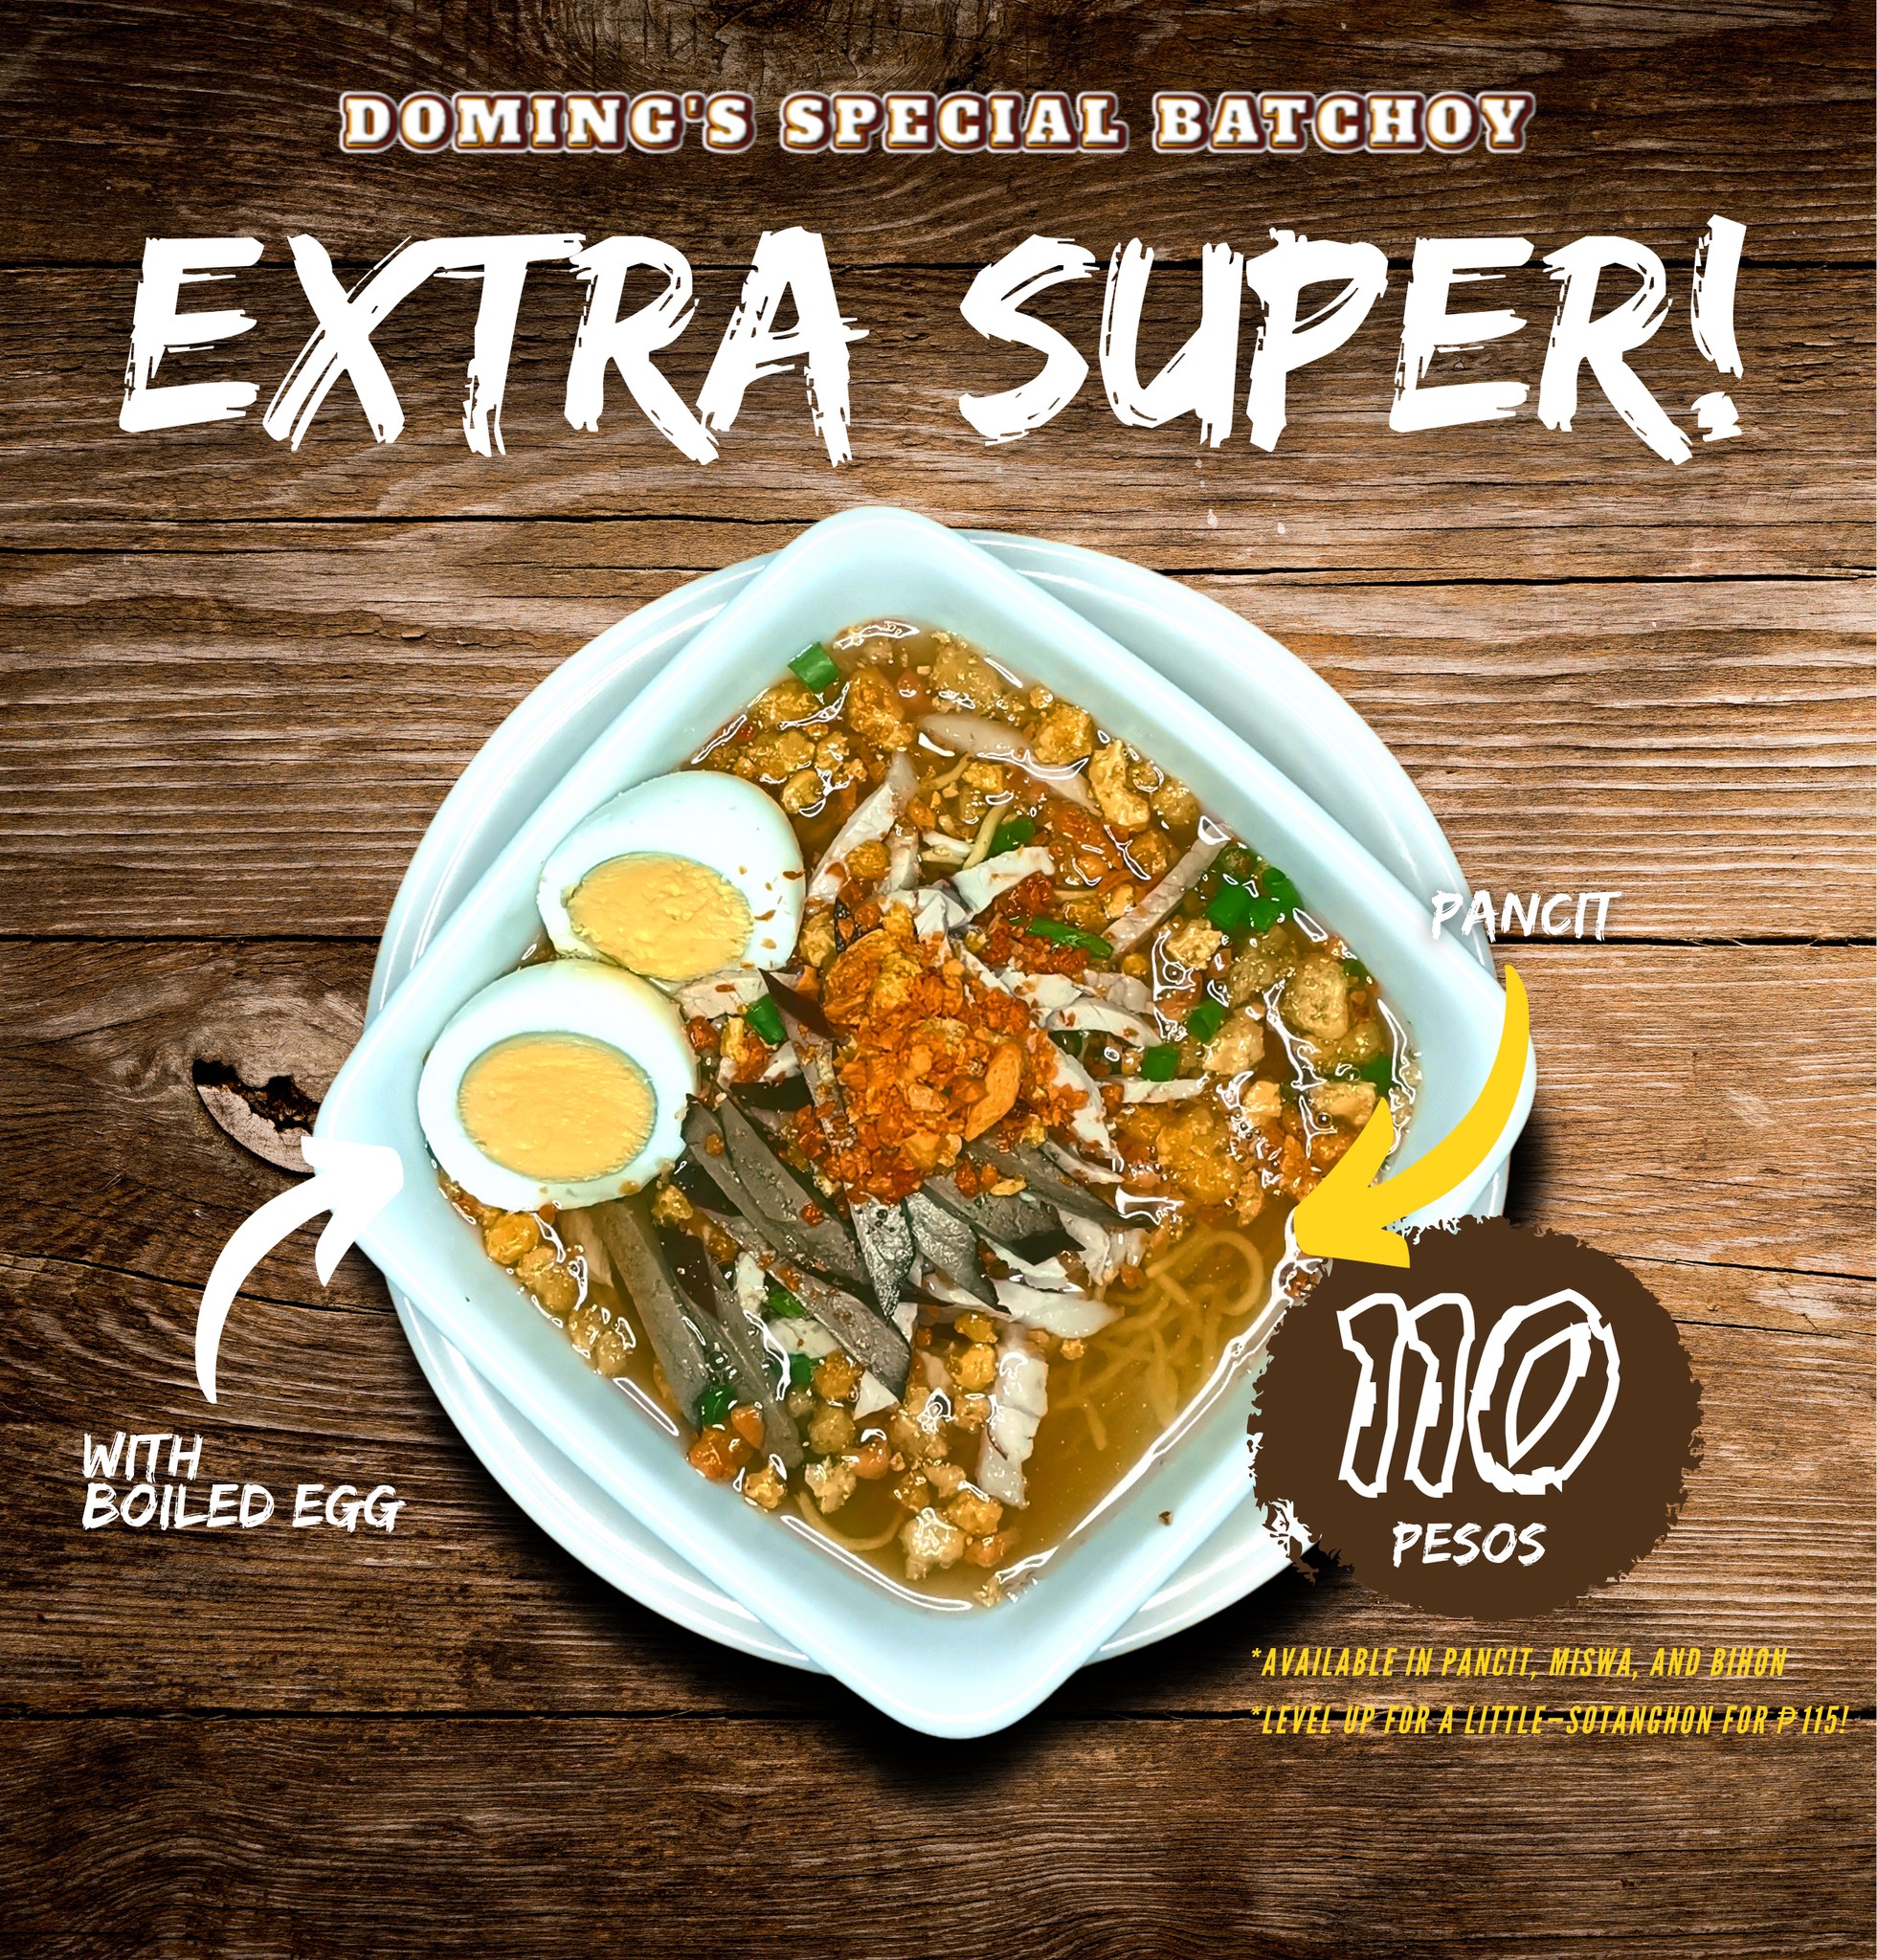 DOMING'S SPECIAL BATCHOY
EXTRA SUPER!
PANCIT
110
PESOS
WITH
BOILED EGG
*AVAILABLE IN PANCIT, MISWA, AND BIHON
*LEVEL UP FOR A LITTLE—SOTANGHON FOR ₱115!